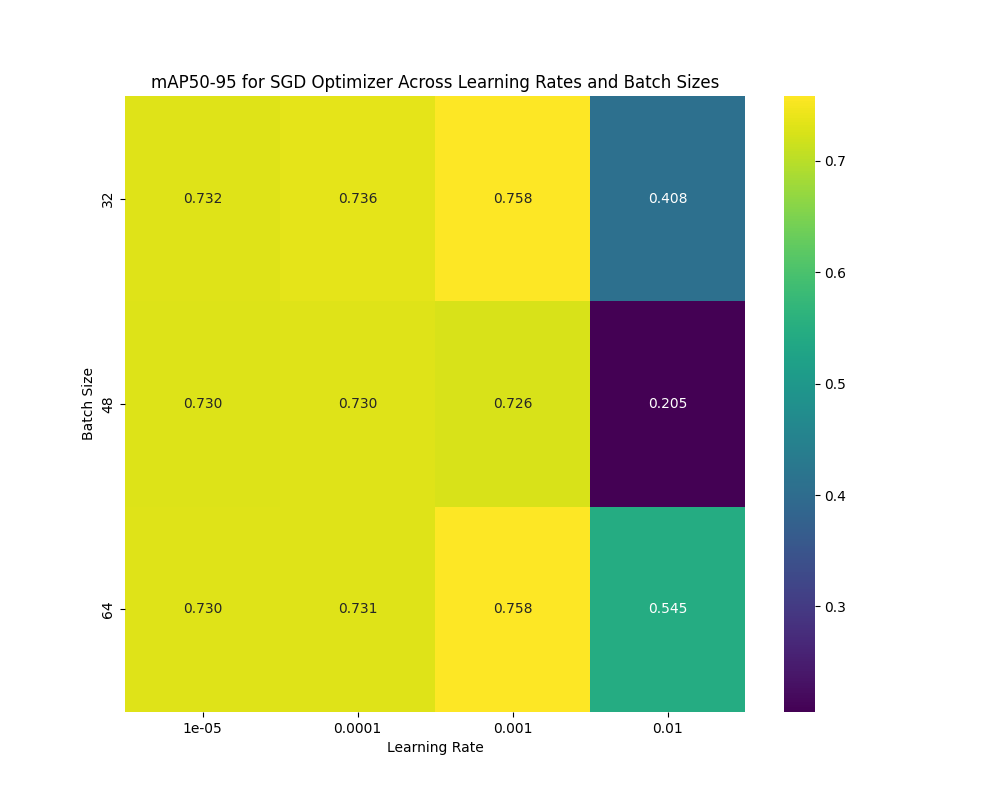 mAP50-95 for SGD Optimizer Across Learning Rates and Batch Sizes
0.732 0.736 0.758 0.408
0.730 0.730 0.726 0.205
0.730 0.731 0.758 0.545
32
48
64
Batch Size
1e-05 0.0001 0.001 0.01
Learning Rate
0.7
0.6
0.5
0.4
0.3